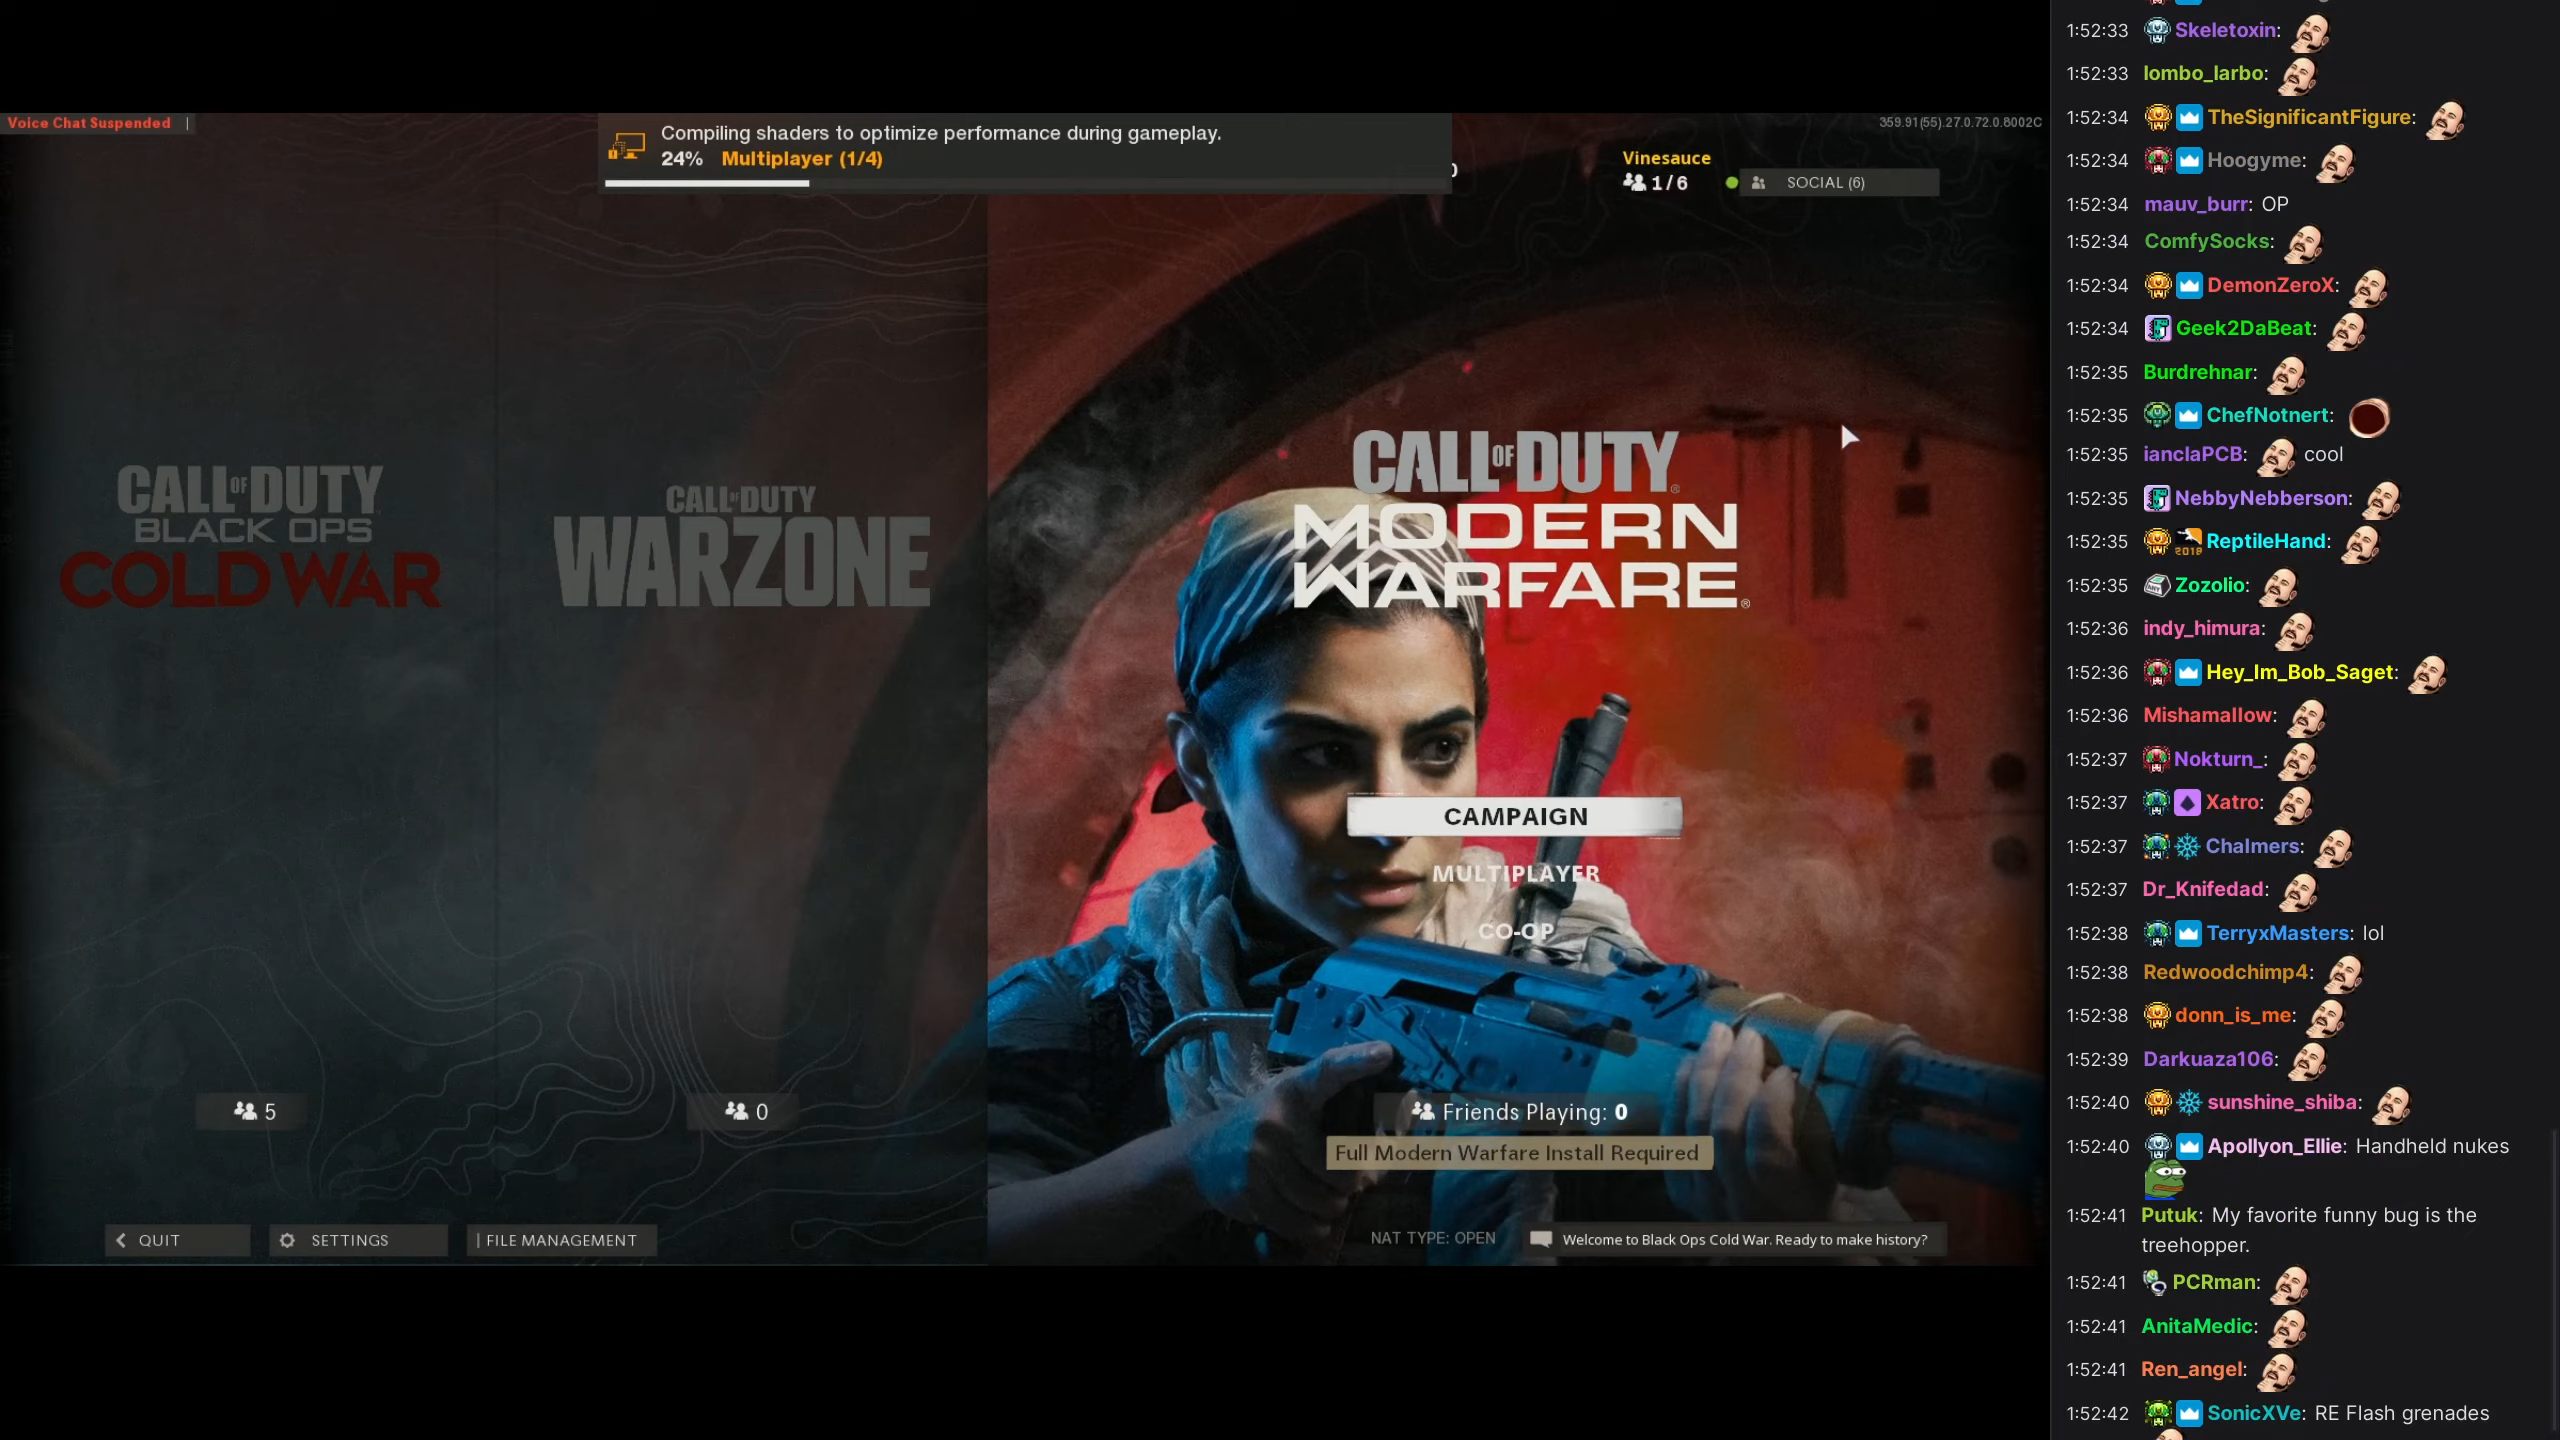 Voice Chat Suspended |
Compiling shaders to optimize performance during gameplay.
24% Multiplayer (1/4)
359.91(55).27.0.72.0.8002C
Vinesauce
1/6
SOCIAL (6)
CALL OF DUTY
BLACK OPS
COLD WAR
CALL OF DUTY
WARZONE
CALL OF DUTY®
MODERN
WARFARE®
CAMPAIGN
MULTIPLAYER
CO-OP
5
0
Friends Playing: 0
Full Modern Warfare Install Required
QUIT
SETTINGS
| FILE MANAGEMENT
NAT TYPE: OPEN
Welcome to Black Ops Cold War. Ready to make history?
1:52:33 Skeletoxin:
1:52:33 lombo_larbo:
1:52:34 TheSignificantFigure:
1:52:34 Hoogyme:
1:52:34 mauv_burr: OP
1:52:34 ComfySocks:
1:52:34 DemonZeroX:
1:52:34 Geek2DaBeat:
1:52:35 Burdrehnar:
1:52:35 ChefNotnert:
1:52:35 ianclaPCB: cool
1:52:35 NebbyNebberson:
1:52:35 2018 ReptileHand:
1:52:35 Zozolio:
1:52:36 indy_himura:
1:52:36 Hey_Im_Bob_Saget:
1:52:36 Mishamallow:
1:52:37 Nokturn_:
1:52:37 Xatro:
1:52:37 Chalmers:
1:52:37 Dr_Knifedad:
1:52:38 TerryxMasters: lol
1:52:38 Redwoodchimp4:
1:52:38 donn_is_me:
1:52:39 Darkuaza106:
1:52:40 sunshine_shiba:
1:52:40 Apollyon_Ellie: Handheld nukes
1:52:41 Putuk: My favorite funny bug is the
treehopper.
1:52:41 PCRman:
1:52:41 AnitaMedic:
1:52:41 Ren_angel:
1:52:42 SonicXVe: RE Flash grenades